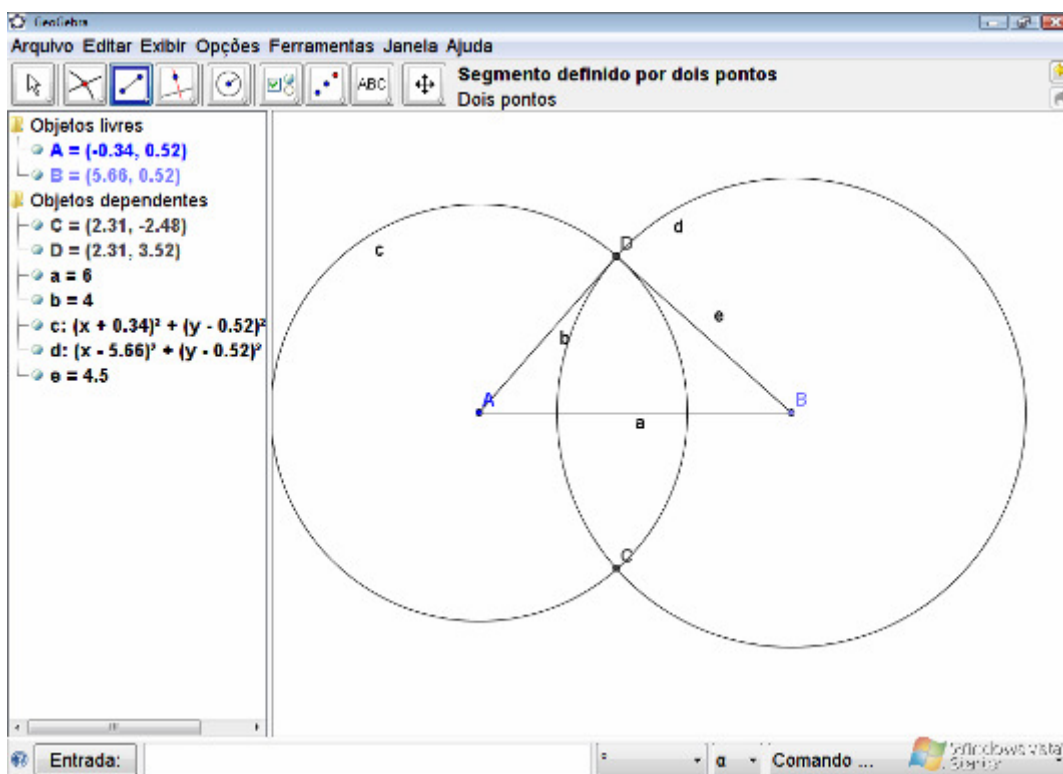 GeoGebra
Arquivo Editar Exibir Opções Ferramentas Janela Ajuda
ABC
Segmento definido por dois pontos
Dois pontos
Objetos livres
A = (-0.34, 0.52)
B = (5.66, 0.52)
Objetos dependentes
C = (2.31, -2.48)
D = (2.31, 3.52)
a = 6
b = 4
c: (x + 0.34)² + (y - 0.52)²
d: (x - 5.66)² + (y - 0.52)²
e = 4.5
c
D
d
b
e
A
B
a
C
Entrada:
α
Comando ...
Windows Vista